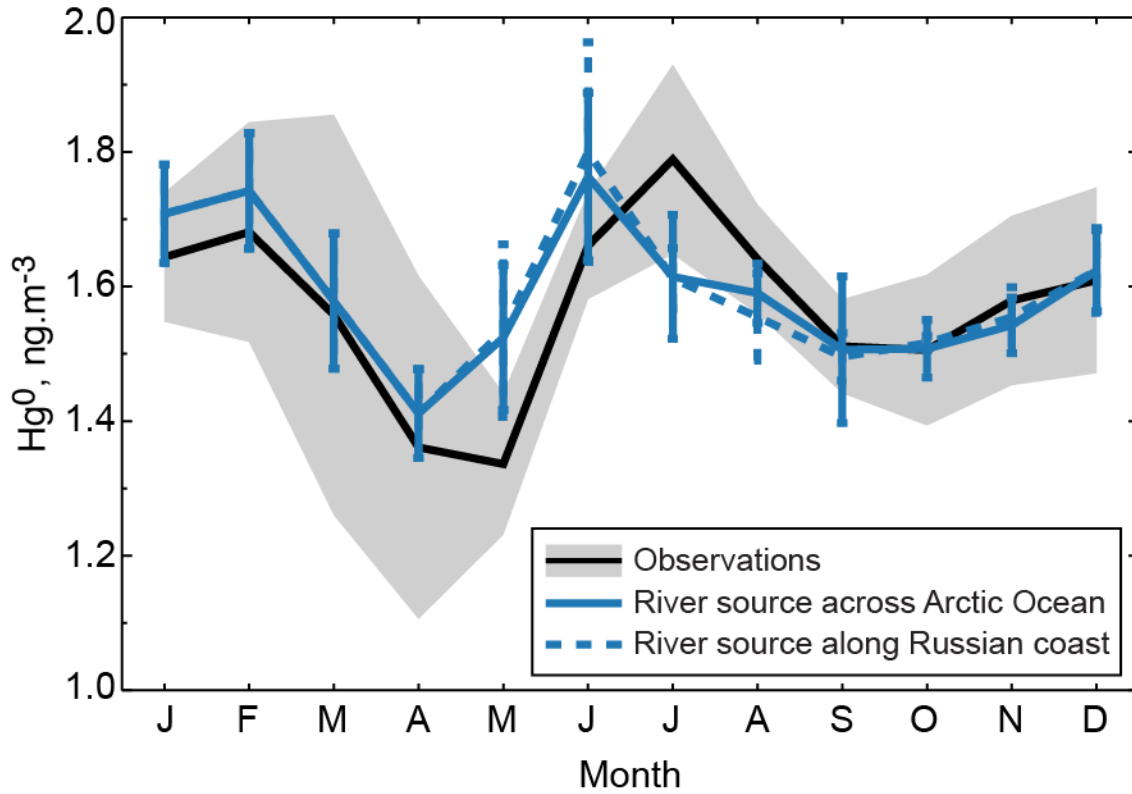 2.0
1.8
1.6
1.4
1.2
1.0
Hg⁰, ng.m⁻³
J F M A M J J A S O N D
Month
Observations
River source across Arctic Ocean
River source along Russian coast